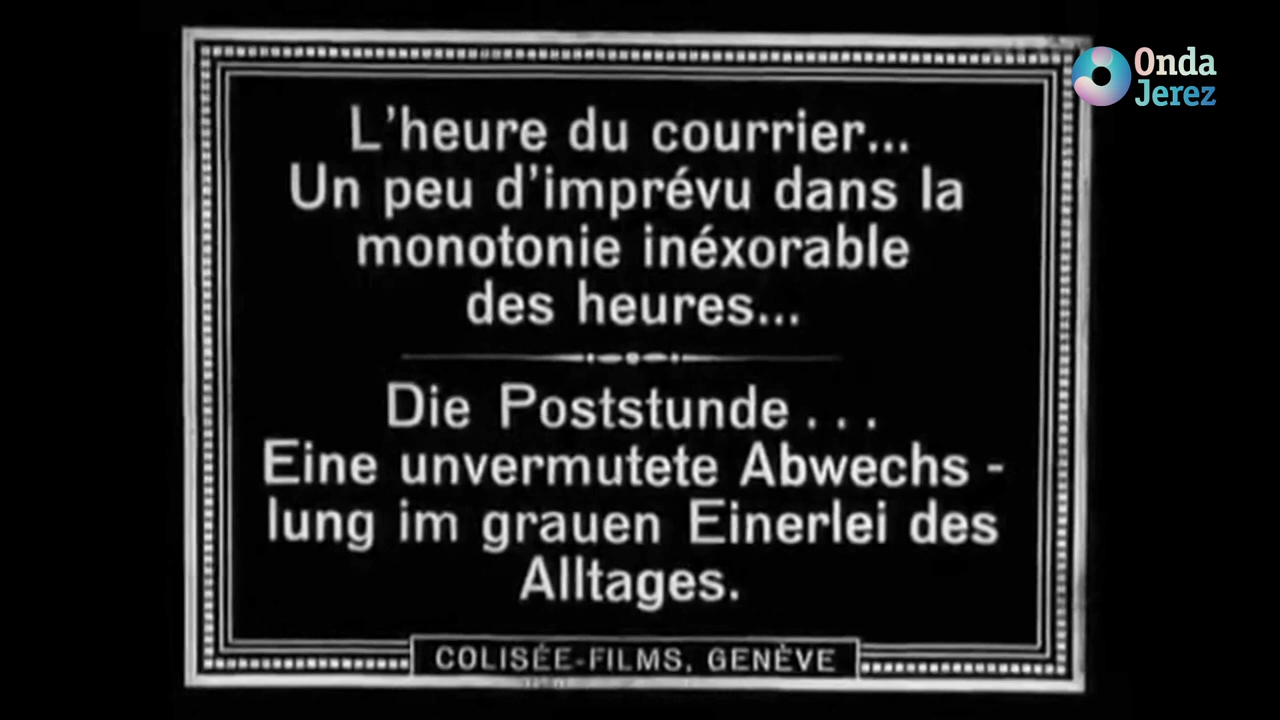 Onda
Jerez
L'heure du courrier...
Un peu d'imprévu dans la
monotonie inéxorable
des heures...
Die Poststunde . . .
Eine unvermutete Abwechs -
lung im grauen Einerlei des
Alltages.
COLISÉE-FILMS, GENÈVE